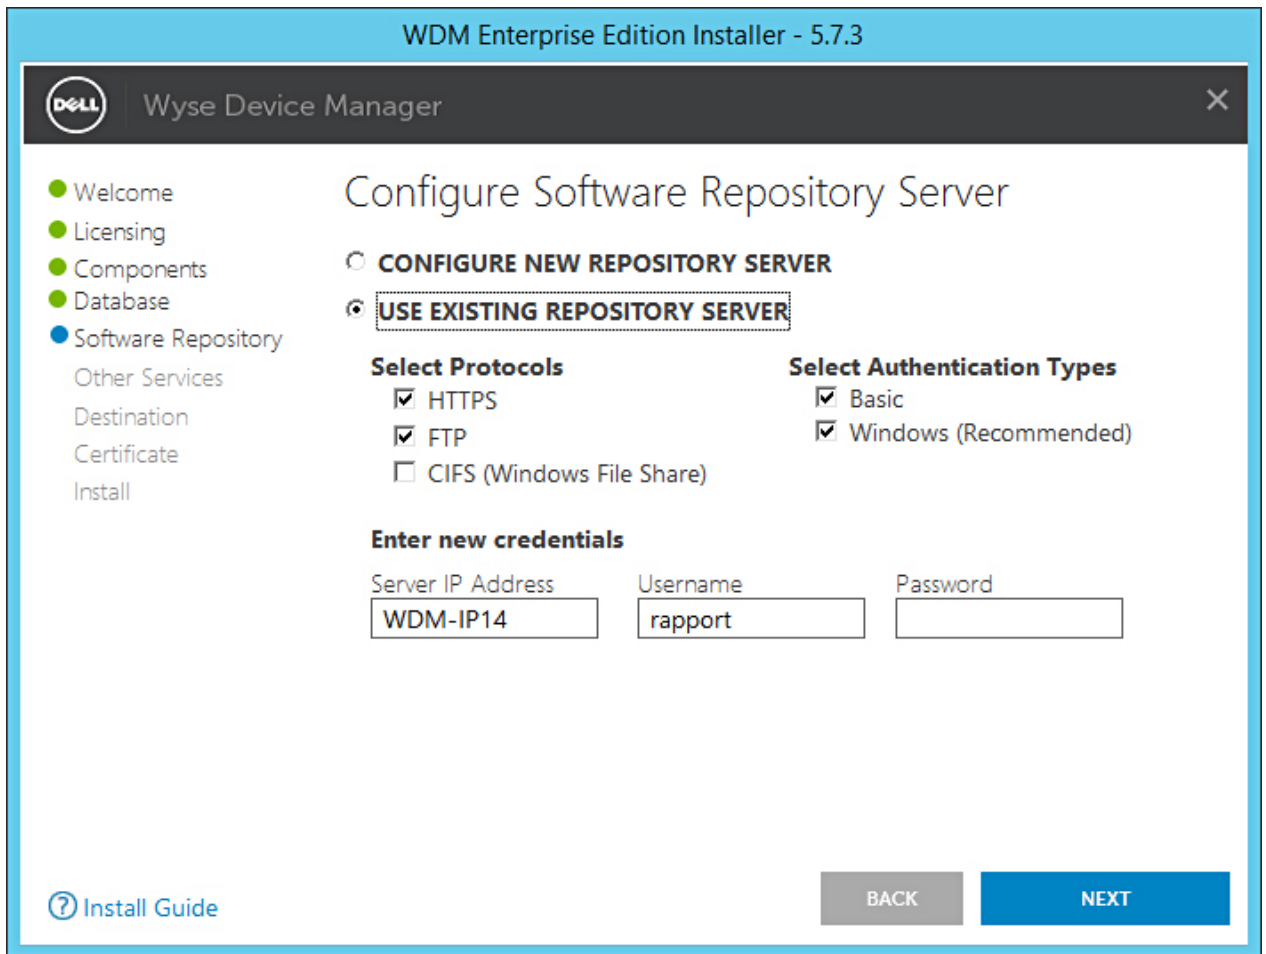 WDM Enterprise Edition Installer - 5.7.3
DELL
Wyse Device Manager
Welcome
Licensing
Components
Database
Software Repository
Other Services
Destination
Certificate
Install
Configure Software Repository Server
CONFIGURE NEW REPOSITORY SERVER
USE EXISTING REPOSITORY SERVER
Select Protocols
HTTPS
FTP
CIFS (Windows File Share)
Select Authentication Types
Basic
Windows (Recommended)
Enter new credentials
Server IP Address
WDM-IP14
Username
rapport
Password
? Install Guide
BACK
NEXT